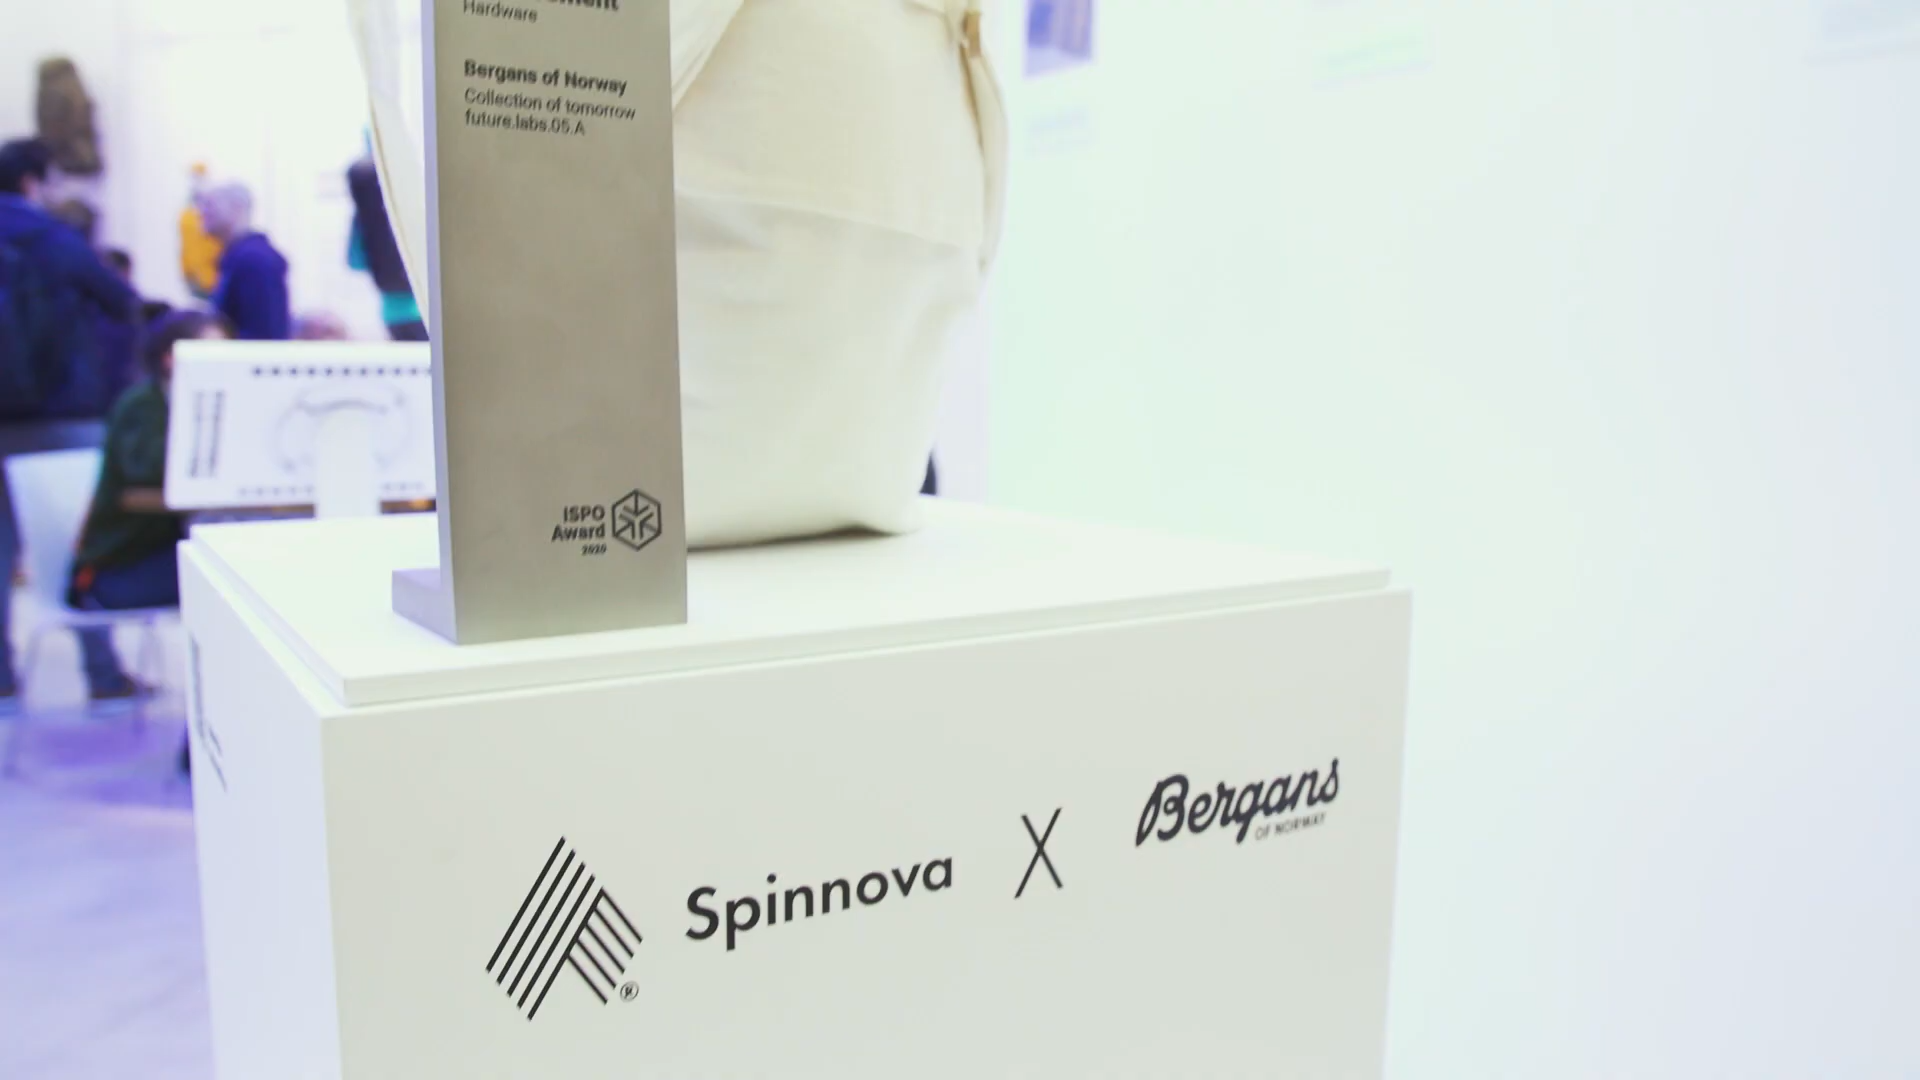 Hardware
Bergans of Norway
Collection of tomorrow
future.labs.05.A
ISPO
Award
2020
Spinnova X Bergans
OF NORWAY
®